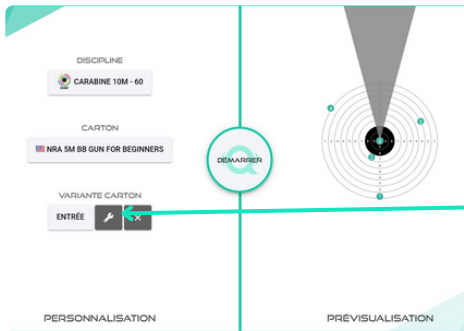 DISCIPLINE
CARABINE 10M - 60
CARTON
NRA 5M BB GUN FOR BEGINNERS
DEMARRER
VARIANTE CARTON
ENTRÉE
PERSONNALISATION
PRÉVISUALISATION